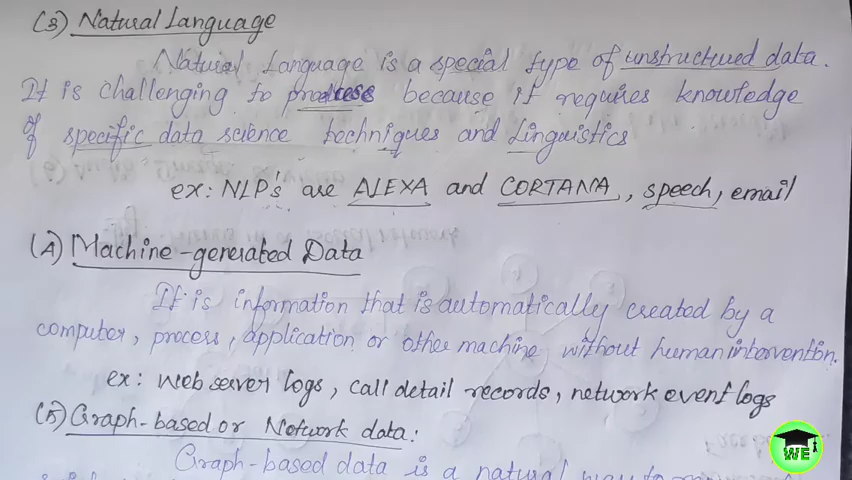 (3) Natural Language
Natural Language is a special type of unstructured data.
It is challenging to process because it requires knowledge
of specific data science techniques and Linguistics
ex: NLP's are ALEXA and CORTANA, speech, email
(4) Machine-generated Data
It is information that is automatically created by a
computer, process, application or other machine without human intervention.
ex: web server logs, call detail records, network event logs
(5) Graph-based or Network data:
Graph-based data is a natural way to
WE